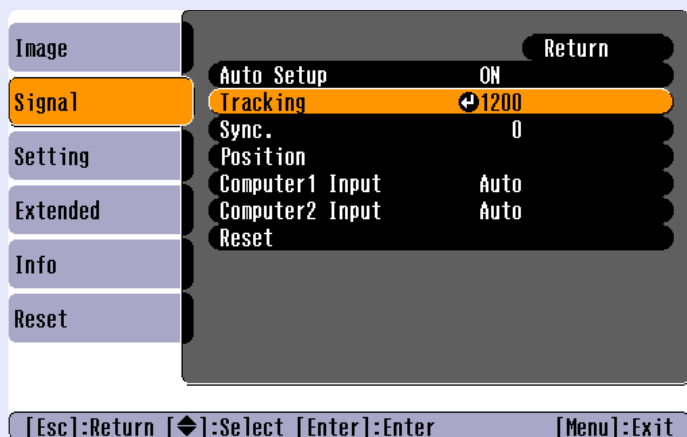 Image
Signal
Setting
Extended
Info
Reset
Return
Auto Setup ON
Tracking 1200
Sync. 0
Position
Computer1 Input Auto
Computer2 Input Auto
Reset
[Esc]:Return [◆]:Select [Enter]:Enter [Menu]:Exit